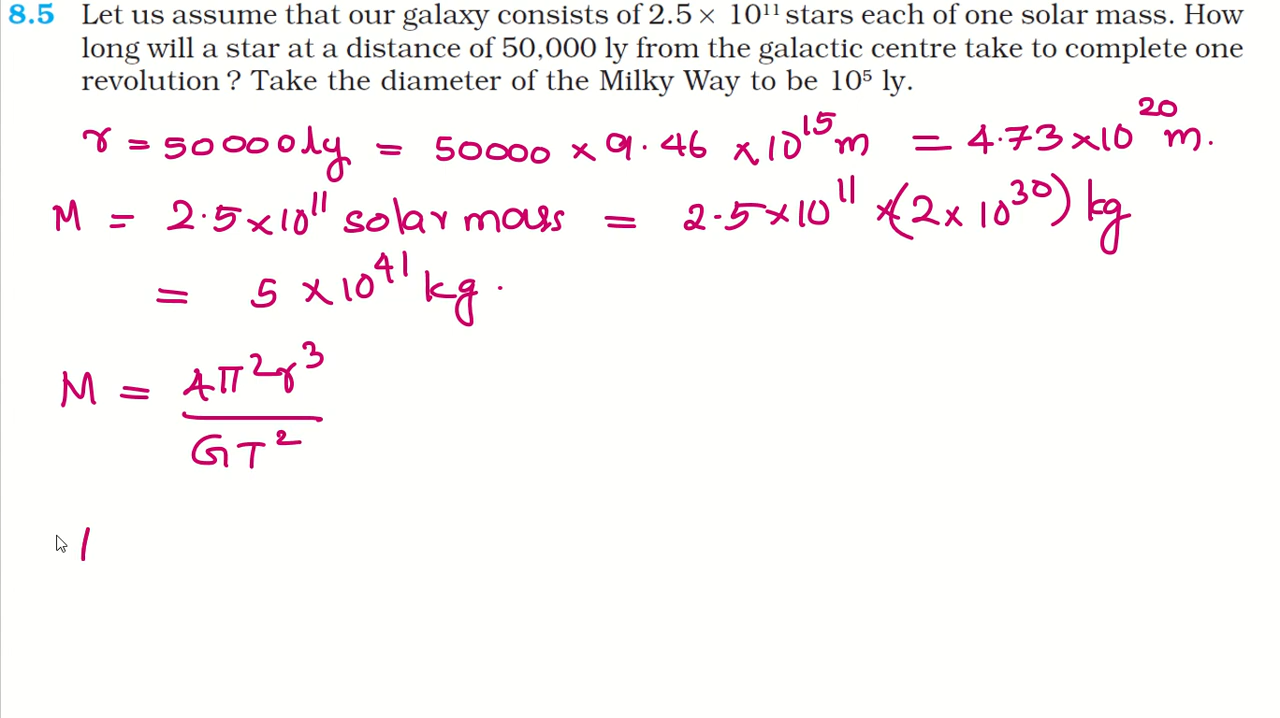 8.5 Let us assume that our galaxy consists of 2.5 × 10¹¹ stars each of one solar mass. How
long will a star at a distance of 50,000 ly from the galactic centre take to complete one
revolution ? Take the diameter of the Milky Way to be 10⁵ ly.
r = 50000 ly = 50000 × 9.46 × 10¹⁵ m = 4.73 × 10²⁰ m.
M = 2.5 × 10¹¹ solar mass = 2.5 × 10¹¹ × (2 × 10³⁰) kg
= 5 × 10⁴¹ kg.
M = 4π²r³
GT²